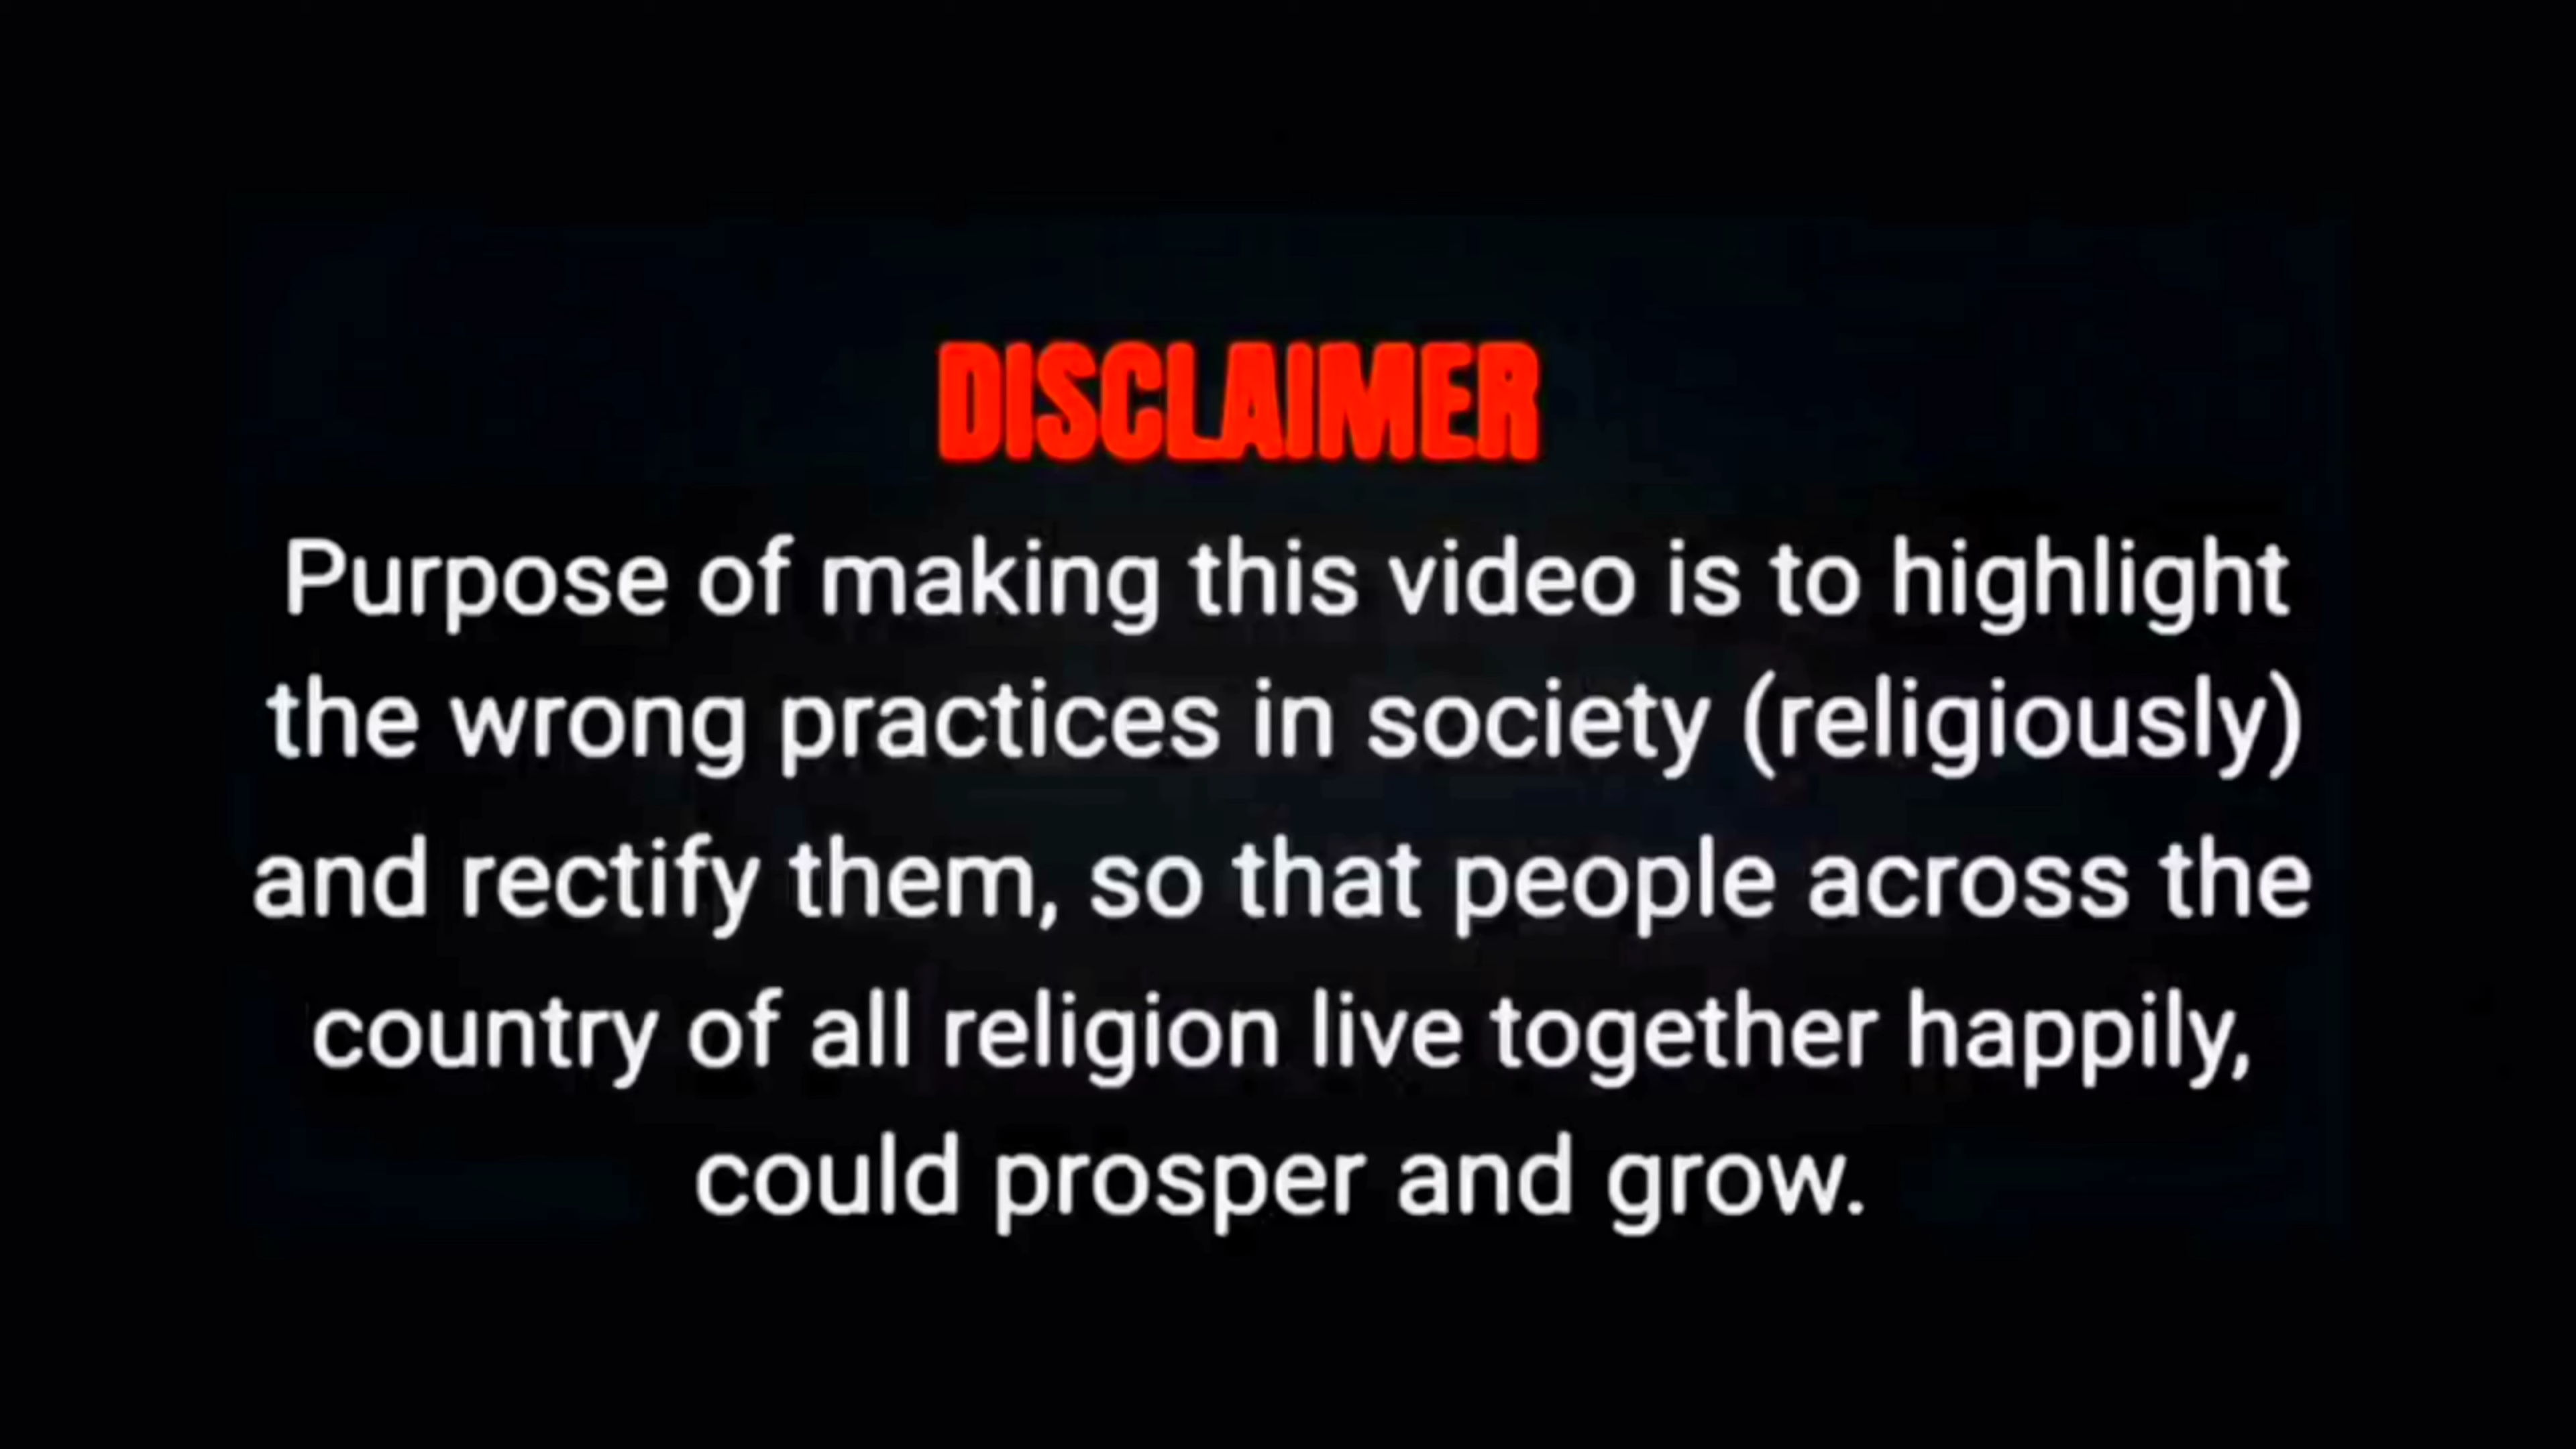 DISCLAIMER
Purpose of making this video is to highlight
the wrong practices in society (religiously)
and rectify them, so that people across the
country of all religion live together happily,
could prosper and grow.